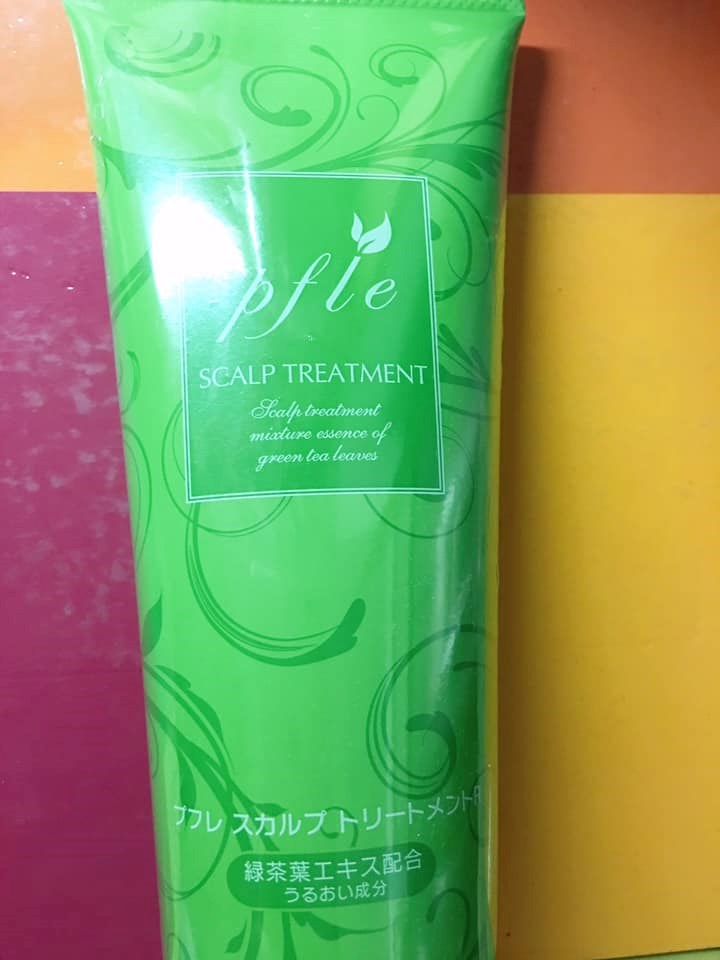 pfle
SCALP TREATMENT
Scalp treatment
mixture essence of
green tea leaves
プフレ スカルプ トリートメントR
緑茶葉エキス配合
うるおい成分